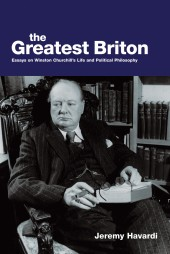 the
Greatest Briton
Essays on Winston Churchill's Life and Political Philosophy
Jeremy Havardi